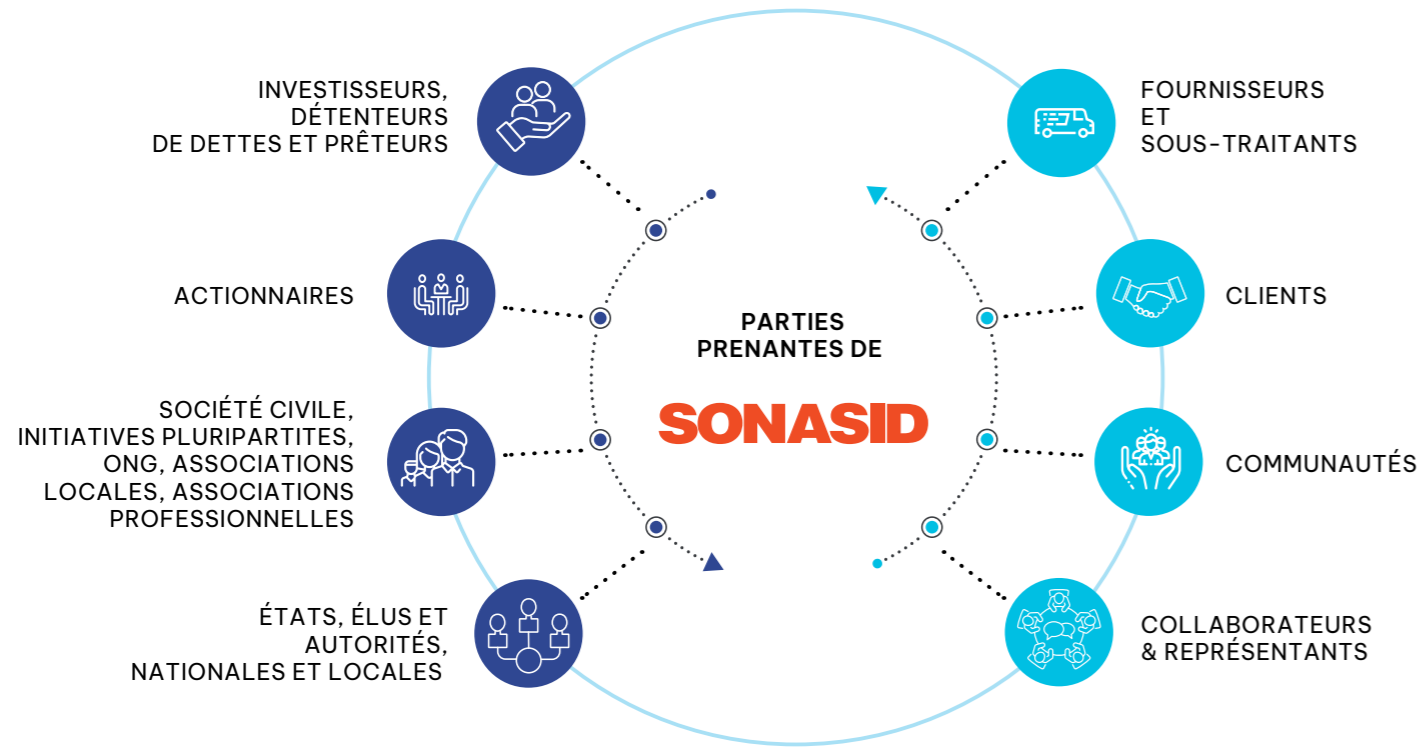 INVESTISSEURS,
DÉTENTEURS
DE DETTES ET PRÊTEURS
ACTIONNAIRES
SOCIÉTÉ CIVILE,
INITIATIVES PLURIPARTITES,
ONG, ASSOCIATIONS
LOCALES, ASSOCIATIONS
PROFESSIONNELLES
ÉTATS, ÉLUS ET
AUTORITÉS,
NATIONALES ET LOCALES
PARTIES
PRENANTES DE
SONASID
FOURNISSEURS
ET
SOUS-TRAITANTS
CLIENTS
COMMUNAUTÉS
COLLABORATEURS
& REPRÉSENTANTS